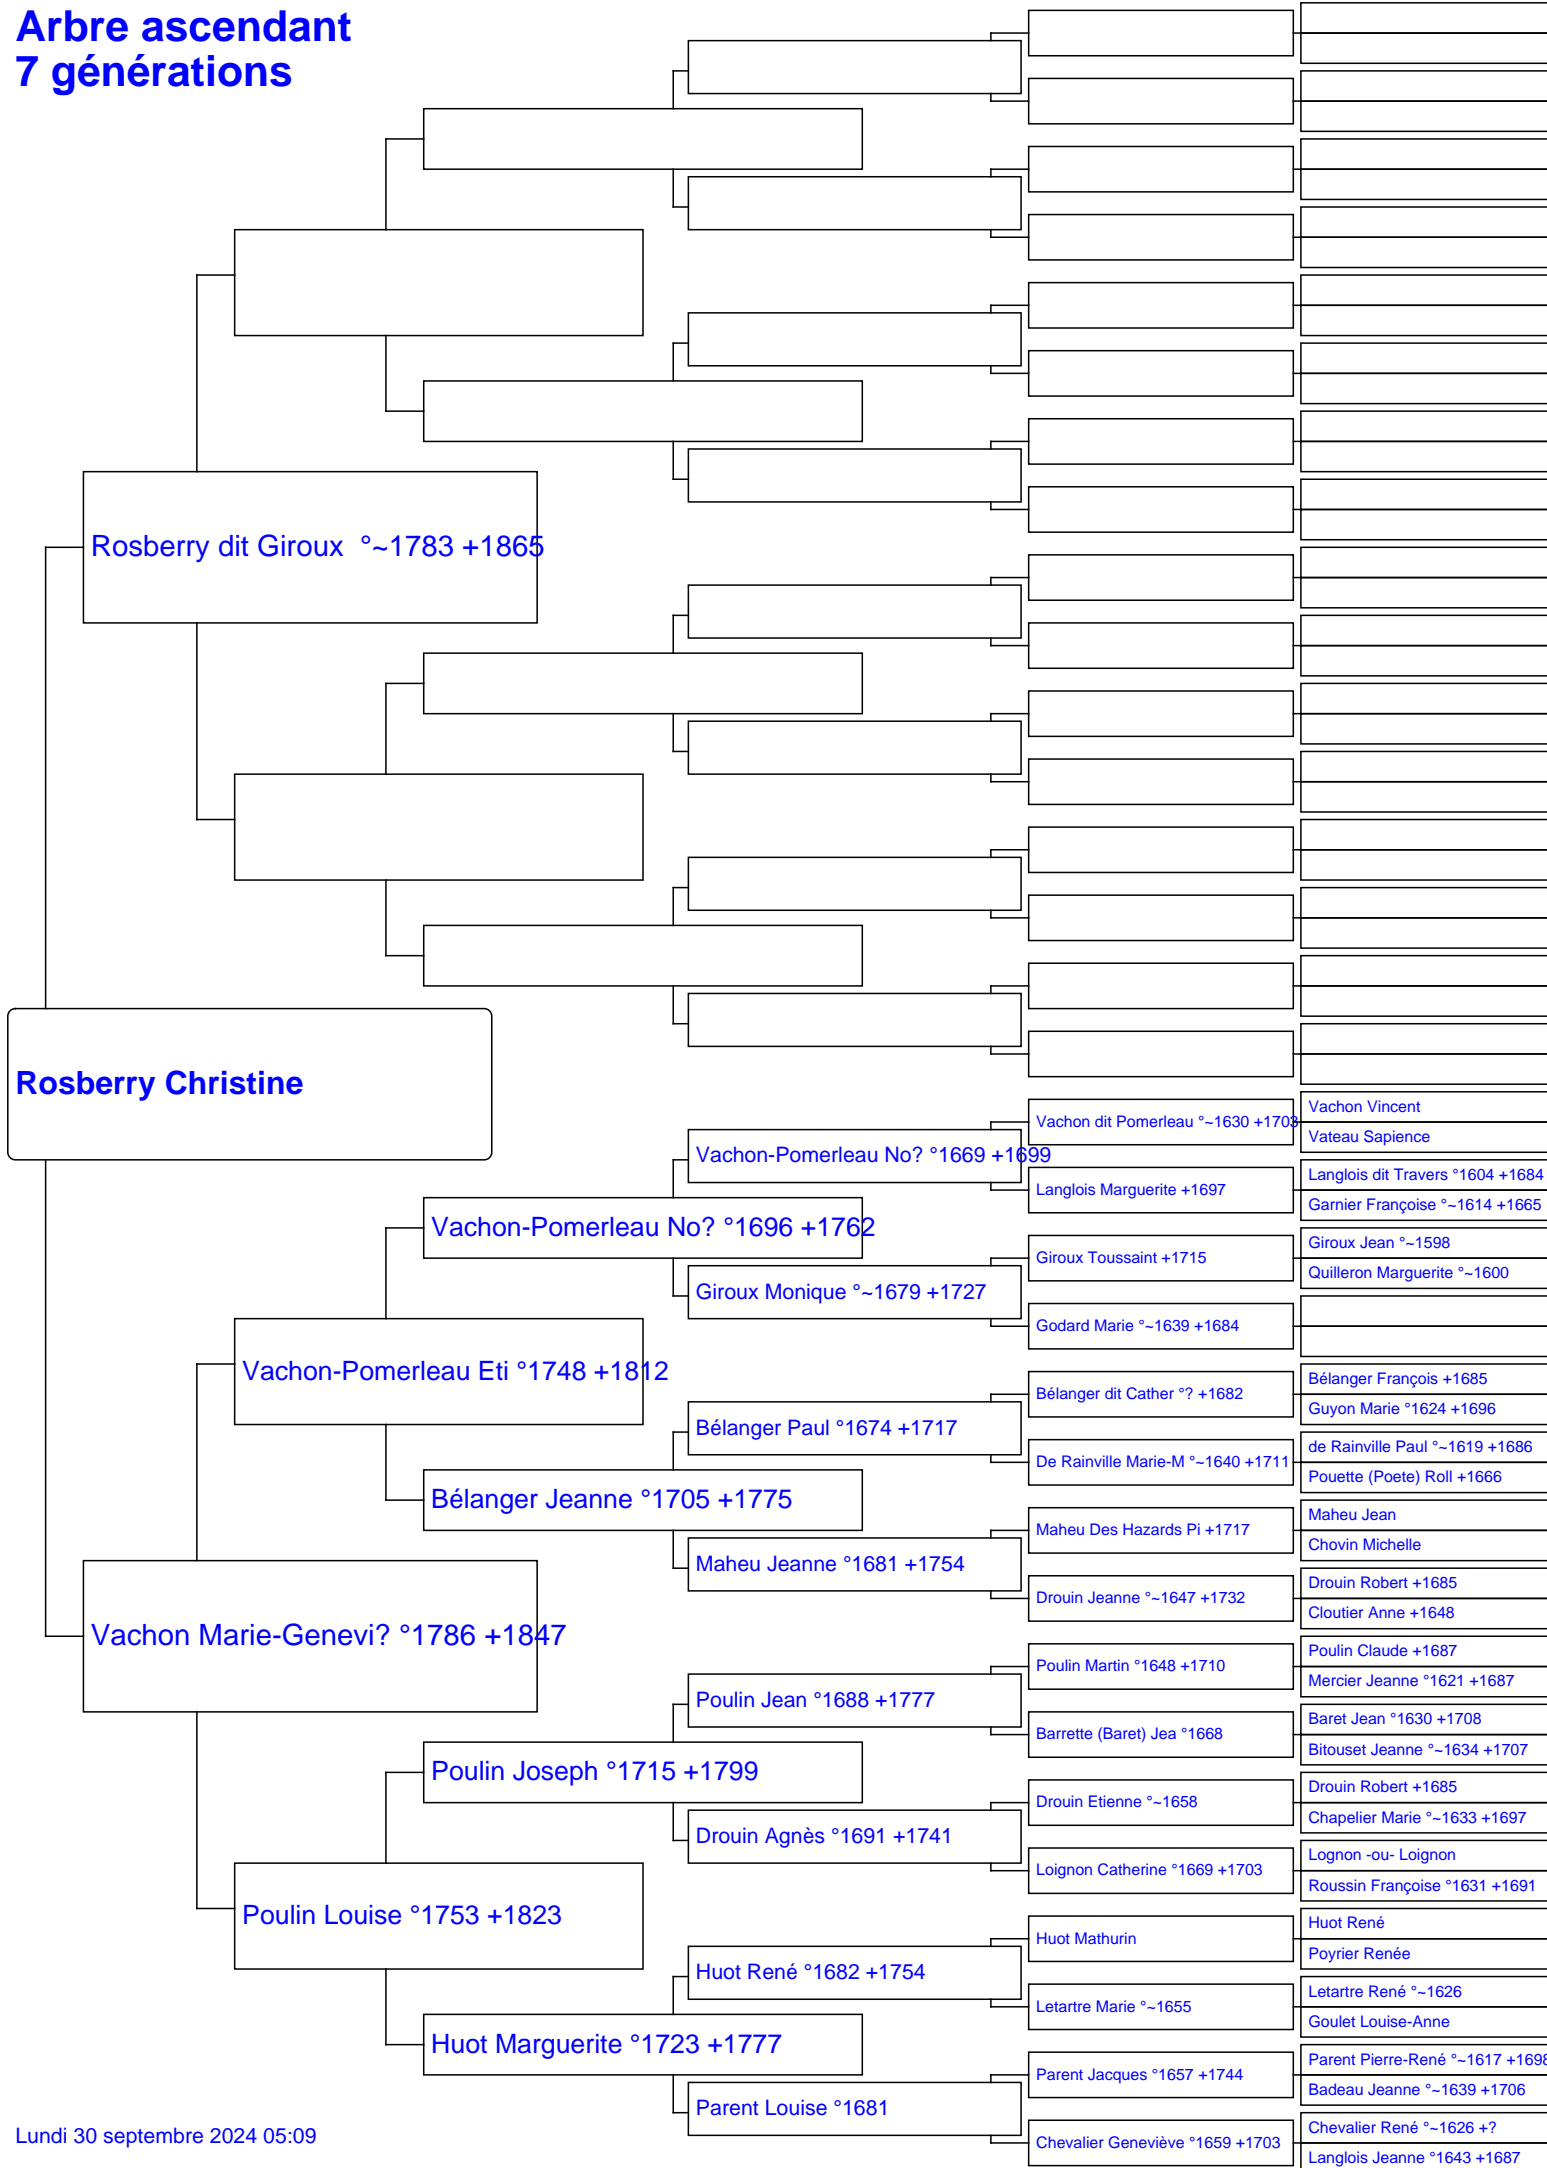 Arbre ascendant
7 générations
Rosberry dit Giroux °~1783 +1865
Rosberry Christine
Vachon Vincent
Vachon dit Pomerleau °~1630 +1703
Vateau Sapience
Vachon-Pomerleau No? °1669 +1699
Langlois dit Travers °1604 +1684
Langlois Marguerite +1697
Garnier Françoise °~1614 +1665
Vachon-Pomerleau No? °1696 +1762
Giroux Jean °~1598
Giroux Toussaint +1715
Quilleron Marguerite °~1600
Giroux Monique °~1679 +1727
Godard Marie °~1639 +1684
Vachon-Pomerleau Eti °1748 +1812
Bélanger François +1685
Bélanger dit Cather °? +1682
Guyon Marie °1624 +1696
Bélanger Paul °1674 +1717
de Rainville Paul °~1619 +1686
De Rainville Marie-M °~1640 +1711
Pouette (Poete) Roll +1666
Bélanger Jeanne °1705 +1775
Maheu Jean
Maheu Des Hazards Pi +1717
Chovin Michelle
Maheu Jeanne °1681 +1754
Drouin Robert +1685
Drouin Jeanne °~1647 +1732
Cloutier Anne +1648
Vachon Marie-Genevi? °1786 +1847
Poulin Claude +1687
Poulin Martin °1648 +1710
Mercier Jeanne °1621 +1687
Poulin Jean °1688 +1777
Baret Jean °1630 +1708
Barrette (Baret) Jea °1668
Bitouset Jeanne °~1634 +1707
Poulin Joseph °1715 +1799
Drouin Robert +1685
Drouin Etienne °~1658
Chapelier Marie °~1633 +1697
Drouin Agnès °1691 +1741
Lognon -ou- Loignon
Loignon Catherine °1669 +1703
Roussin Françoise °1631 +1691
Poulin Louise °1753 +1823
Huot René
Huot Mathurin
Poyrier Renée
Huot René °1682 +1754
Letartre René °~1626
Letartre Marie °~1655
Goulet Louise-Anne
Huot Marguerite °1723 +1777
Parent Pierre-René °~1617 +1698
Parent Jacques °1657 +1744
Badeau Jeanne °~1639 +1706
Parent Louise °1681
Chevalier René °~1626 +?
Chevalier Geneviève °1659 +1703
Langlois Jeanne °1643 +1687
Lundi 30 septembre 2024 05:09